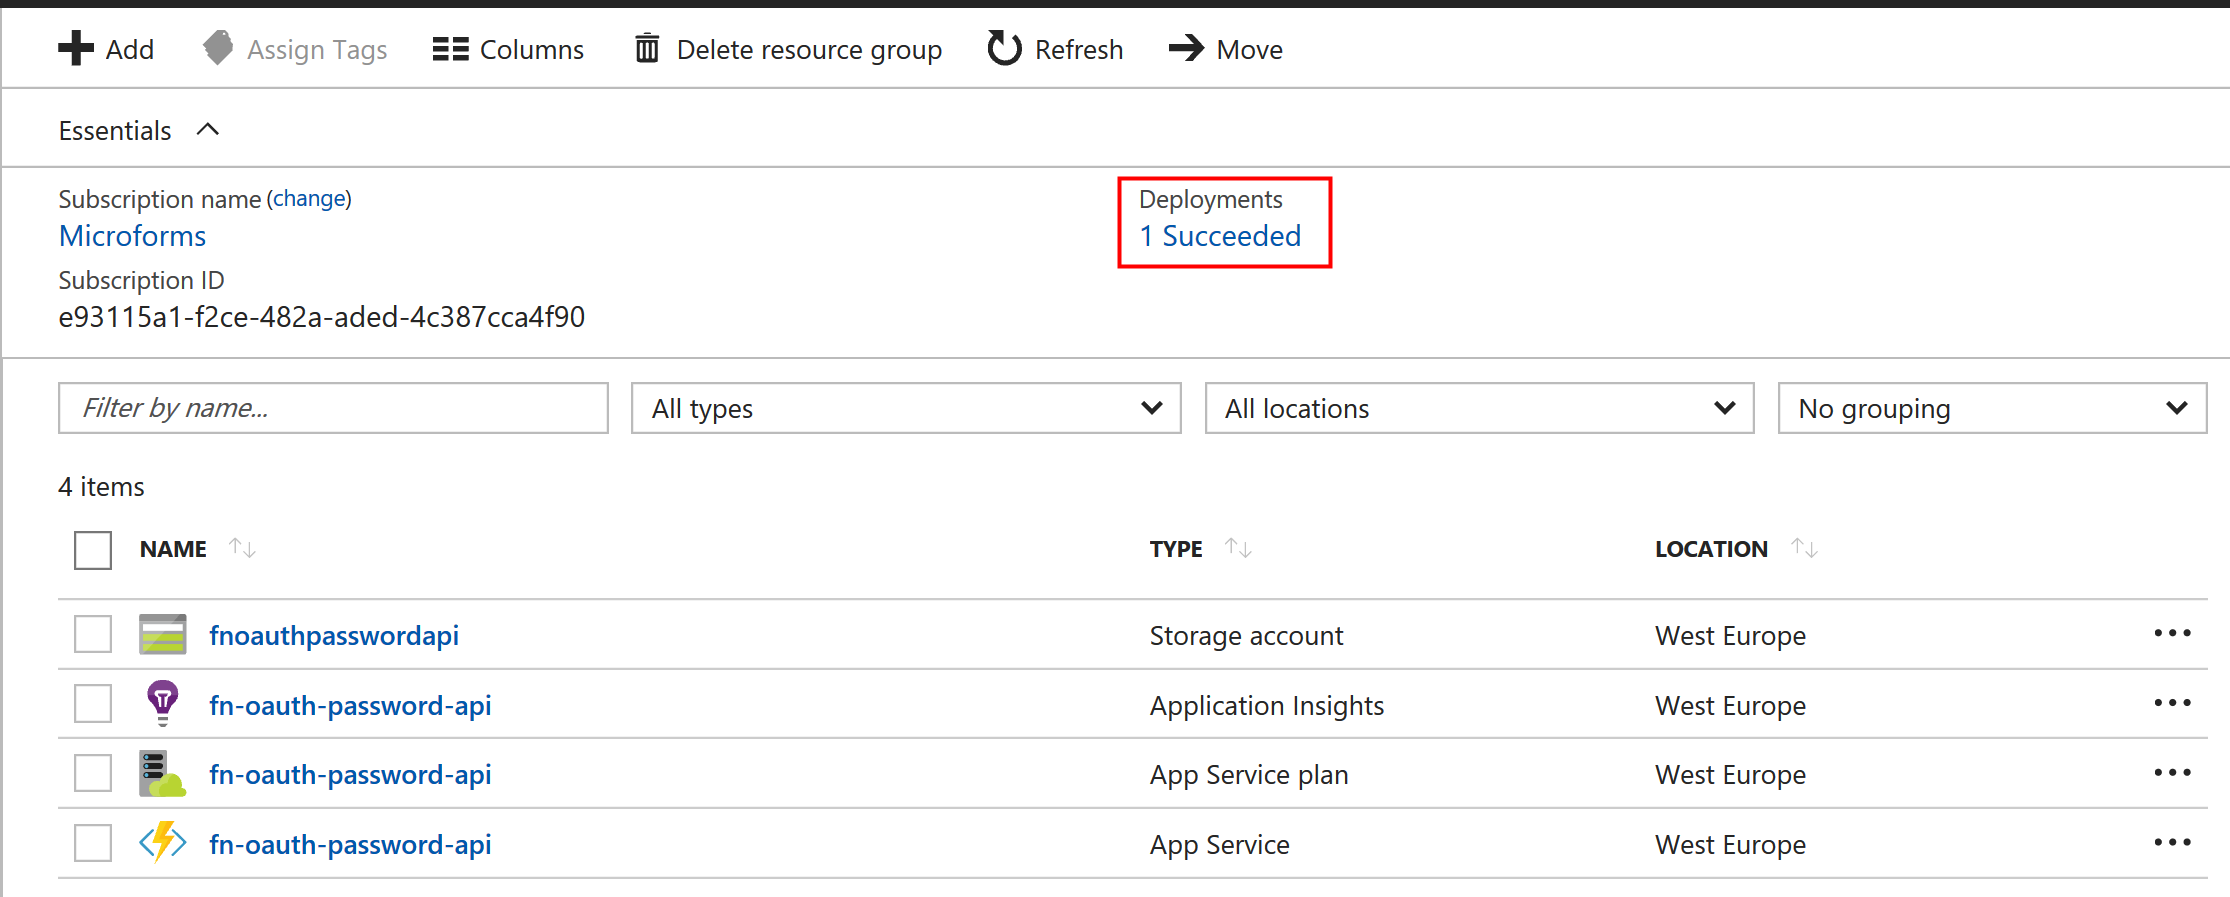 Add Assign Tags Columns Delete resource group Refresh Move
Essentials
Subscription name (change)
Microforms
Subscription ID
e93115a1-f2ce-482a-aded-4c387cca4f90
Deployments
1 Succeeded
Filter by name... All types All locations No grouping
4 items
NAME TYPE LOCATION
fnoauthpasswordapi Storage account West Europe
fn-oauth-password-api Application Insights West Europe
fn-oauth-password-api App Service plan West Europe
fn-oauth-password-api App Service West Europe